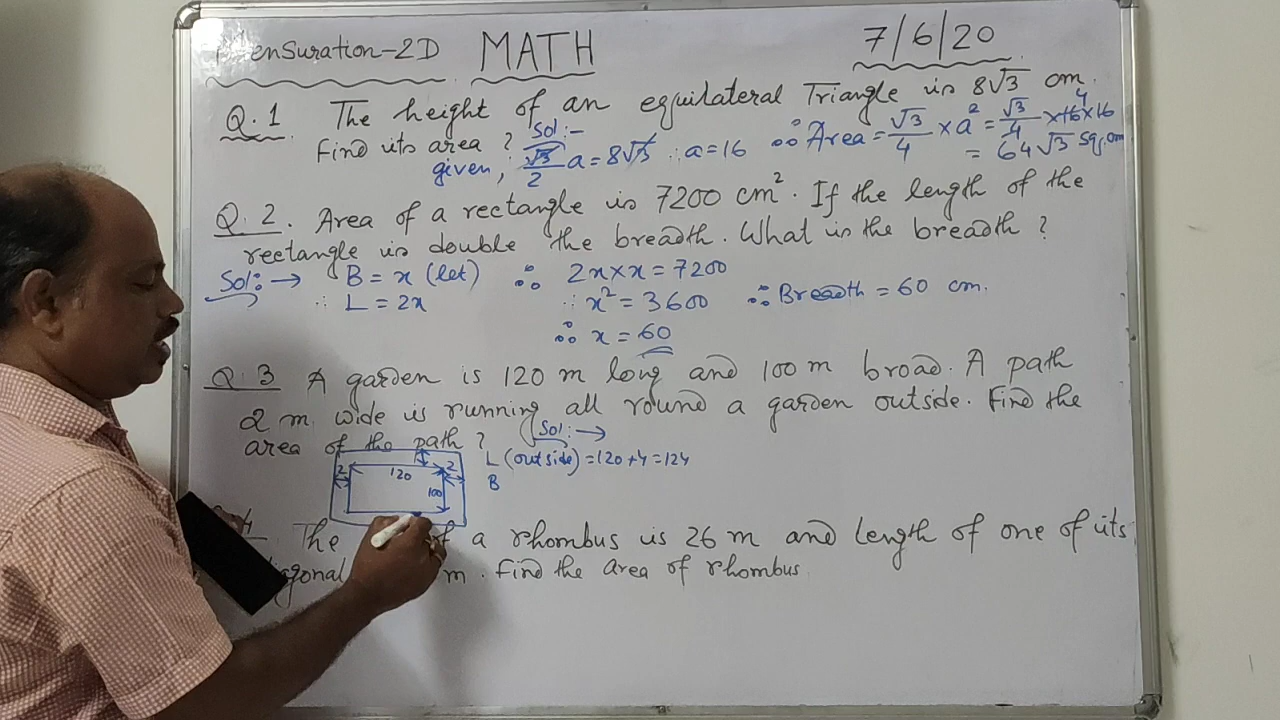 ensuration-2D MATH 7/6/20
Q.1 The height of an equilateral Triangle is 8√3 cm.
Find its area ? Sol:-
given, √3/2 a = 8√3 ∴ a = 16 ∴ Area = √3/4 × a² = √3/4 × 16 × 16 4
= 64√3 sq.cm
Q.2. Area of a rectangle is 7200 cm². If the length of the
rectangle is double the breadth. What is the breadth ?
Sol:→ B = x (let) ∴ 2x × x = 7200
∴ L = 2x ∴ x² = 3600 ∴ Breadth = 60 cm.
∴ x = 60
Q.3 A garden is 120 m long and 100 m broad. A path
2 m wide is running all round a garden outside. Find the
area of the path ? Sol:→
2 120 2 100
L (outside) = 120 + 4 = 124
B
The of a rhombus is 26 m and length of one of its
agonal m. Find the area of rhombus